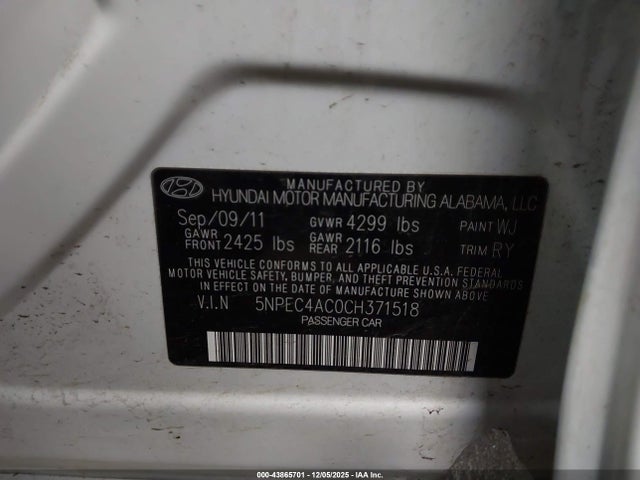 MANUFACTURED BY
HYUNDAI MOTOR MANUFACTURING ALABAMA, LLC
Sep/09/11 GVWR 4299 lbs PAINT WJ
GAWR FRONT 2425 lbs GAWR REAR 2116 lbs TRIM RY
THIS VEHICLE CONFORMS TO ALL APPLICABLE U.S.A. FEDERAL
MOTOR VEHICLE SAFETY, BUMPER, AND THEFT PREVENTION STANDARDS
IN EFFECT ON THE DATE OF MANUFACTURE SHOWN ABOVE.
V.I.N 5NPEC4AC0CH371518
PASSENGER CAR
000-43865701 - 12/05/2025 - IAA Inc.